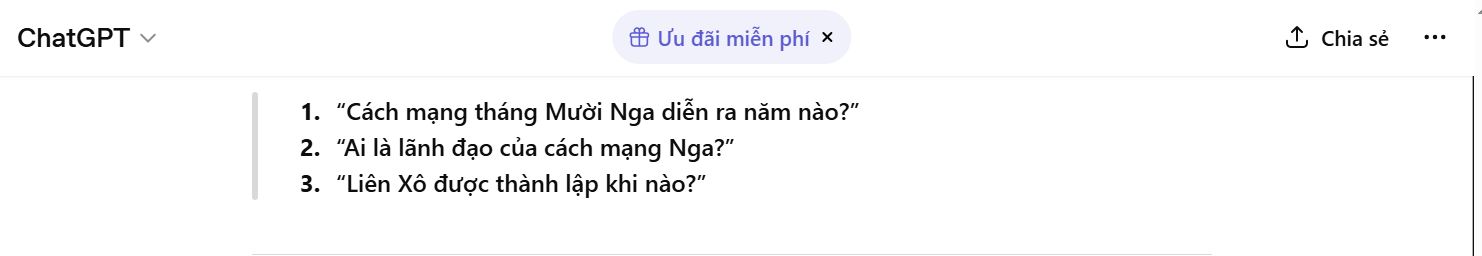 ChatGPT
Ưu đãi miễn phí ×
Chia sẻ
1. “Cách mạng tháng Mười Nga diễn ra năm nào?”
2. “Ai là lãnh đạo của cách mạng Nga?”
3. “Liên Xô được thành lập khi nào?”